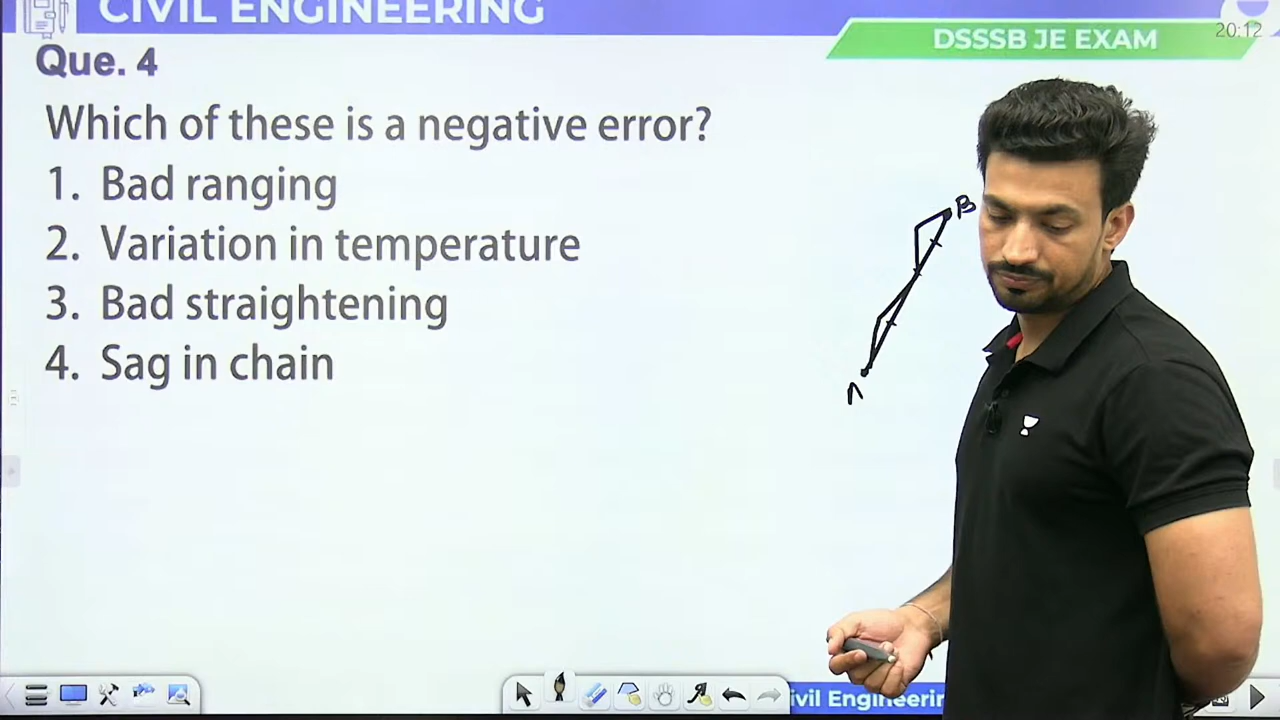 CIVIL ENGINEERING
20:12
DSSSB JE EXAM
Que. 4
Which of these is a negative error?
1. Bad ranging
2. Variation in temperature
3. Bad straightening
4. Sag in chain
B
ivil Engineerin